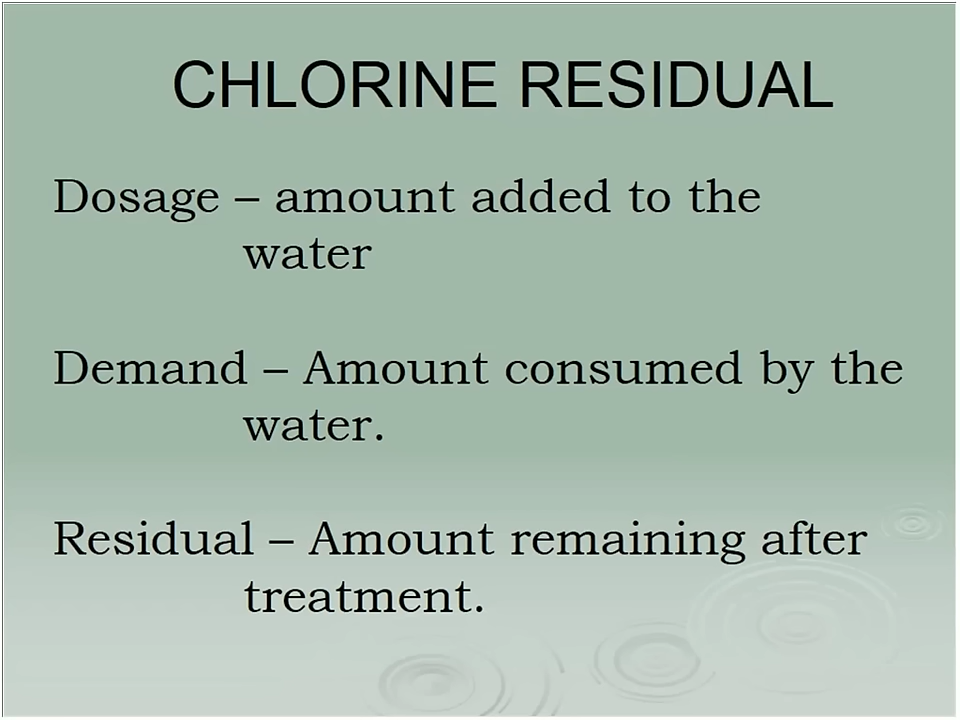 CHLORINE RESIDUAL
Dosage – amount added to the
water
Demand – Amount consumed by the
water.
Residual – Amount remaining after
treatment.